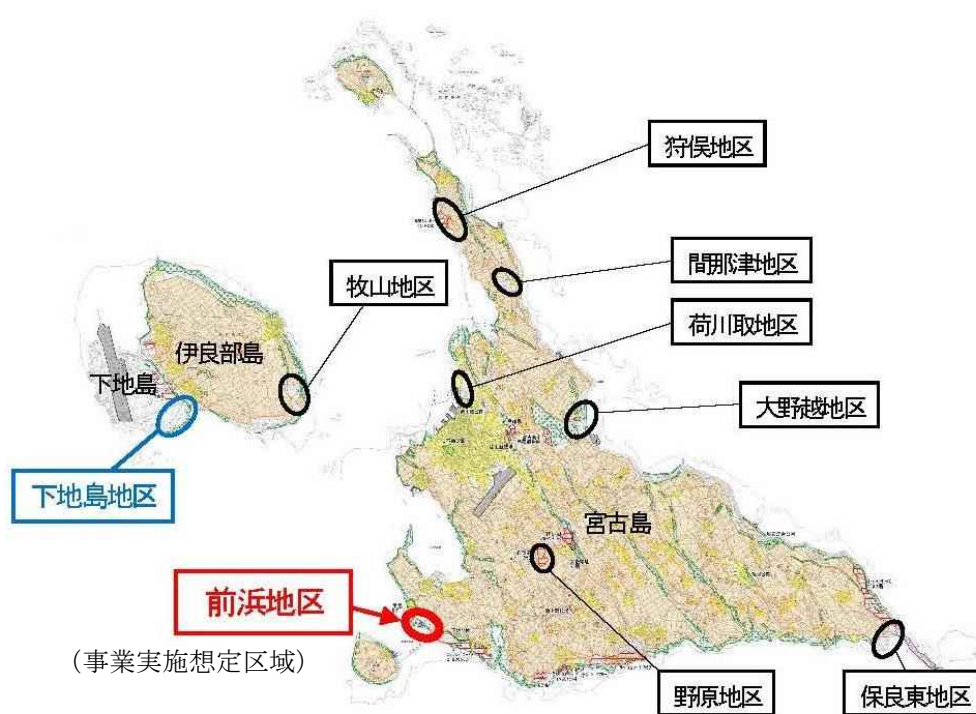 狩俣地区
間那津地区
牧山地区
荷川取地区
伊良部島
下地島
大野越地区
下地島地区
宮古島
前浜地区
(事業実施想定区域)
野原地区
保良東地区